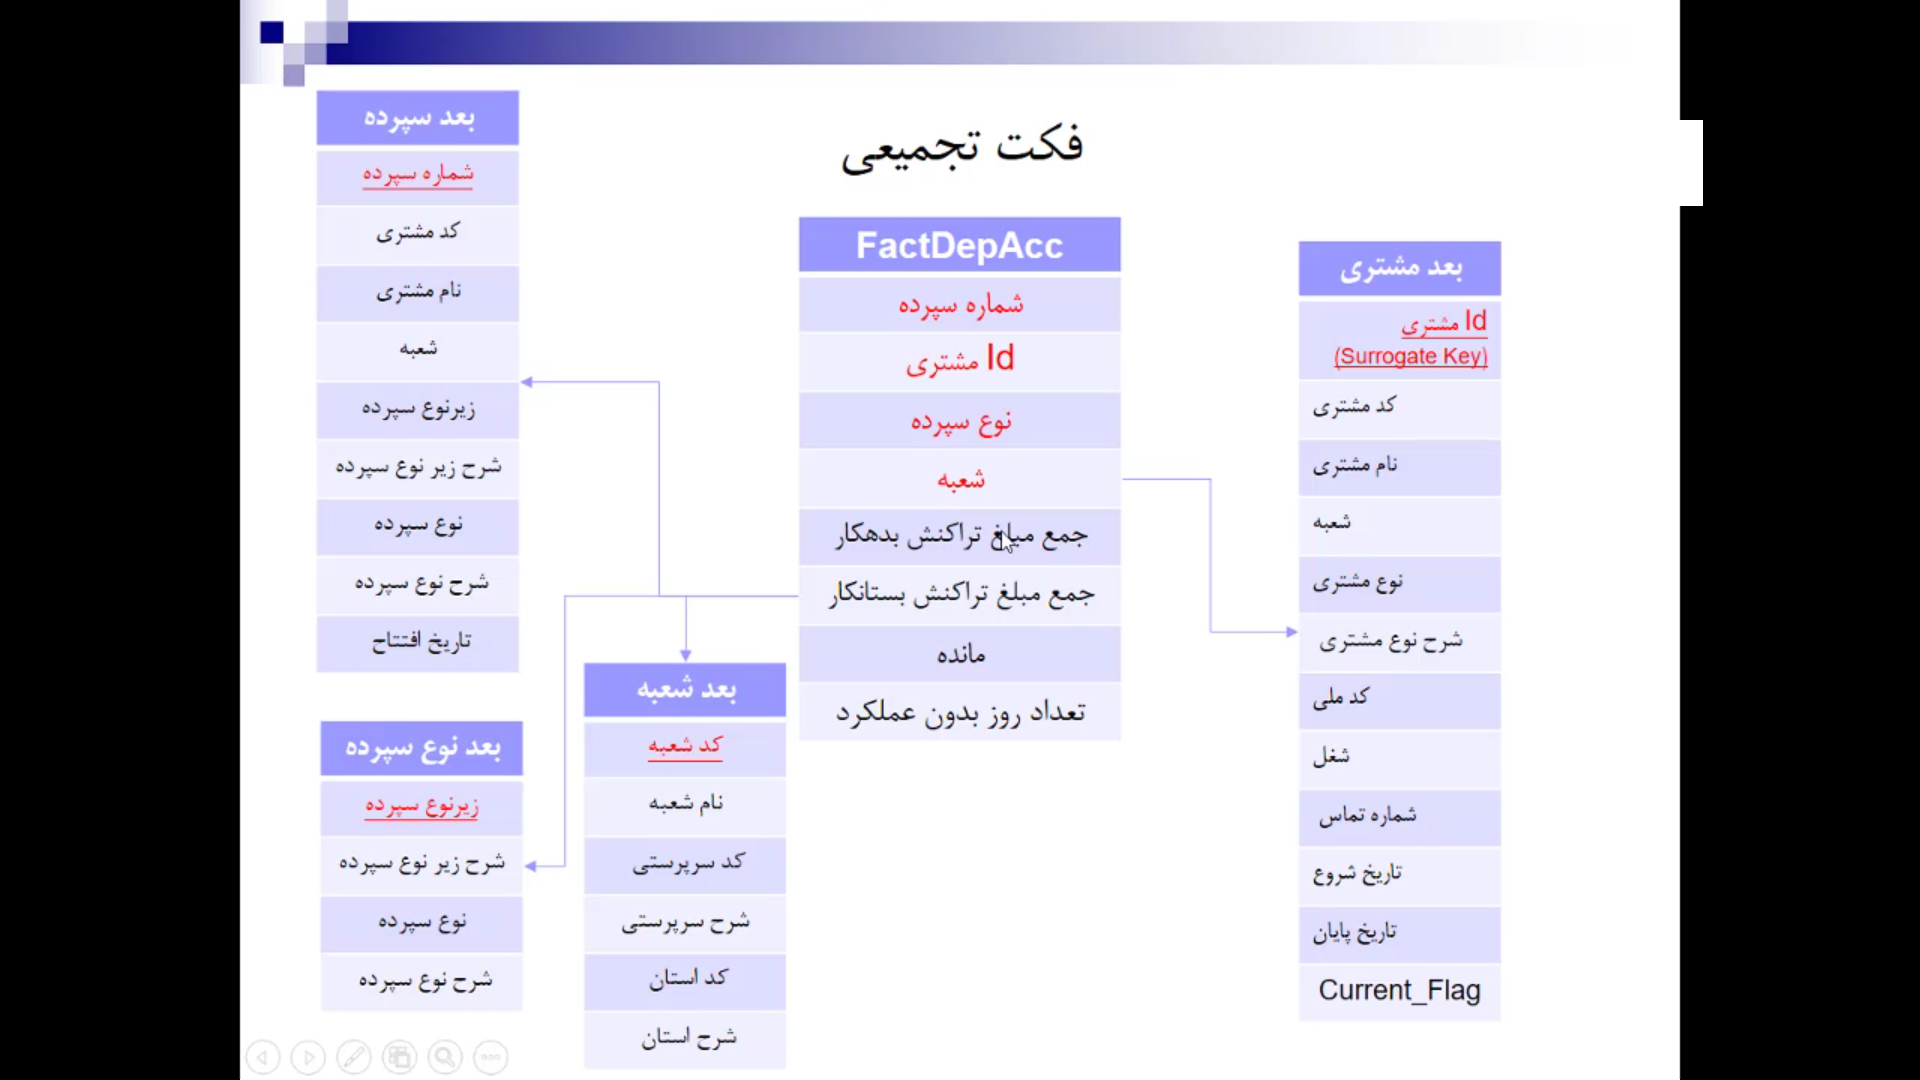 فکت تجمیعی
بعد سپرده
شماره سپرده
کد مشتری
نام مشتری
شعبه
زیرنوع سپرده
شرح زیر نوع سپرده
نوع سپرده
شرح نوع سپرده
تاریخ افتتاح
بعد نوع سپرده
زیرنوع سپرده
شرح زیر نوع سپرده
نوع سپرده
شرح نوع سپرده
بعد شعبه
کد شعبه
نام شعبه
کد سرپرستی
شرح سرپرستی
کد استان
شرح استان
FactDepAcc
شماره سپرده
Id مشتری
نوع سپرده
شعبه
جمع مبلغ تراکنش بدهکار
جمع مبلغ تراکنش بستانکار
مانده
تعداد روز بدون عملکرد
بعد مشتری
Id مشتری
(Surrogate Key)
کد مشتری
نام مشتری
شعبه
نوع مشتری
شرح نوع مشتری
کد ملی
شغل
شماره تماس
تاریخ شروع
تاریخ پایان
Current_Flag